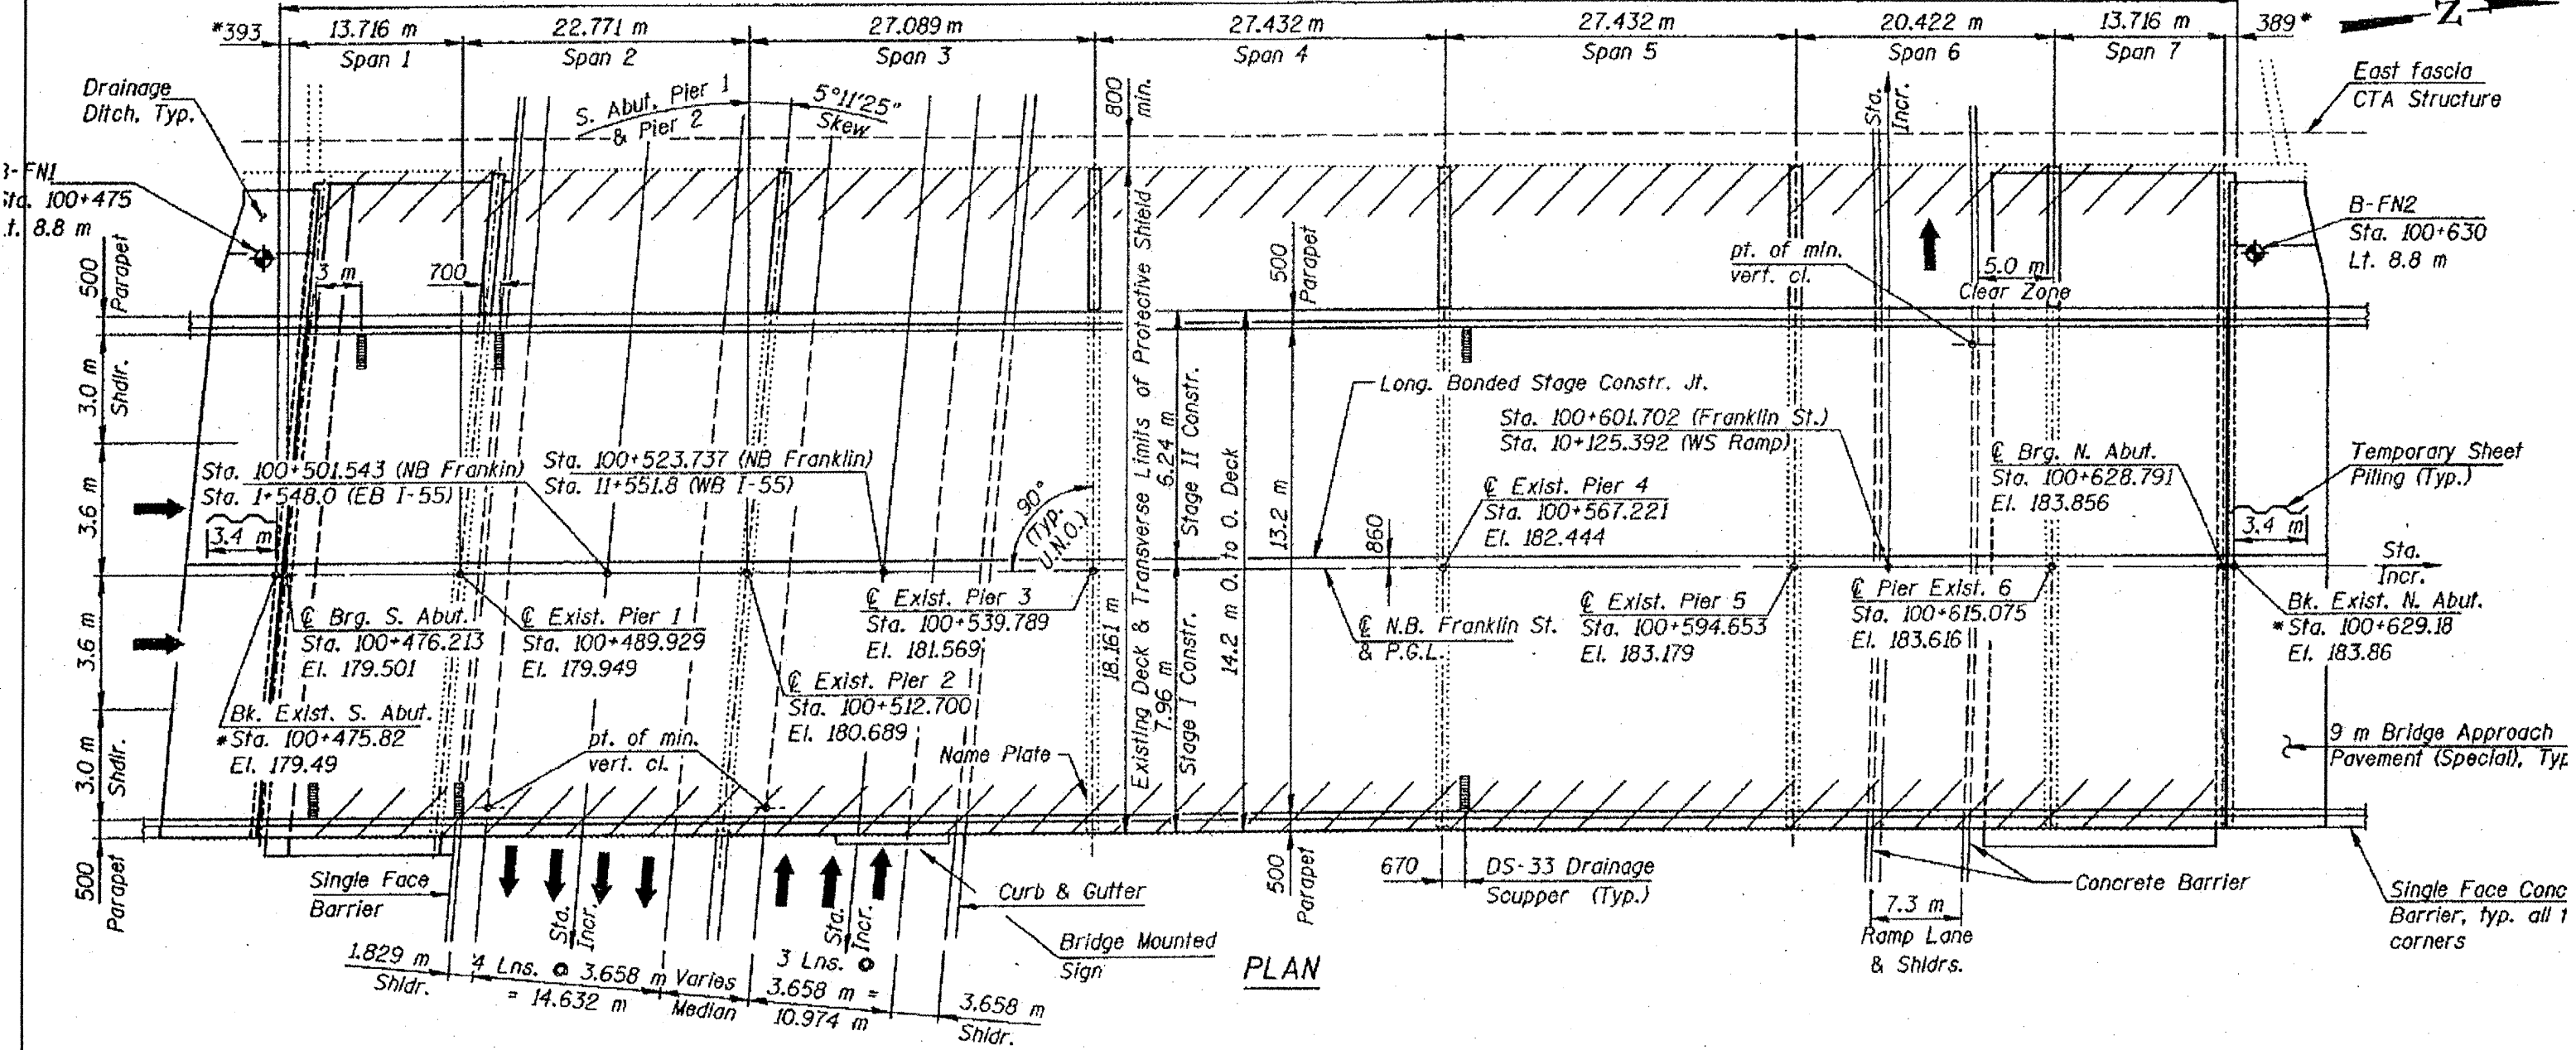 *393
13.716 m
Span 1
22.771 m
Span 2
27.089 m
Span 3
27.432 m
Span 4
27.432 m
Span 5
20.422 m
Span 6
13.716 m
Span 7
389*
Z
Drainage
Ditch, Typ.
S. Abut. Pier 1
& Pier 2
5°11'25"
Skew
800
min.
Sta.
Incr.
East fascia
CTA Structure
B-FN1
Sta. 100+475
Lt. 8.8 m
3 m
700
500
Parapet
3.0 m
Shdlr.
3.6 m
3.6 m
3.0 m
Shdlr.
500
Parapet
500
Parapet
pt. of min.
vert. cl.
5.0 m
Clear Zone
B-FN2
Sta. 100+630
Lt. 8.8 m
Existing Deck & Transverse Limits of Protective Shield
18.161 m
6.24 m
Stage II Constr.
7.96 m
Stage I Constr.
14.2 m O. to O. Deck
13.2 m
Long. Bonded Stage Constr. Jt.
Sta. 100+601.702 (Franklin St.)
Sta. 10+125.392 (WS Ramp)
Sta. 100+501.543 (NB Frankin)
Sta. 1+548.0 (EB I-55)
Sta. 100+523.737 (NB Franklin)
Sta. 11+551.8 (WB I-55)
90°
(Typ.
U.N.O.)
℄ Exist. Pier 4
Sta. 100+567.221
El. 182.444
860
℄ Brg. N. Abut.
Sta. 100+628.791
El. 183.856
Temporary Sheet
Piling (Typ.)
3.4 m
3.4 m
Sta.
Incr.
℄ Brg. S. Abut.
Sta. 100+476.213
El. 179.501
℄ Exist. Pier 1
Sta. 100+489.929
El. 179.949
℄ Exist. Pier 3
Sta. 100+539.789
El. 181.569
℄ N.B. Franklin St.
& P.G.L.
℄ Exist. Pier 5
Sta. 100+594.653
El. 183.179
℄ Pier Exist. 6
Sta. 100+615.075
El. 183.616
Bk. Exist. N. Abut.
*Sta. 100+629.18
El. 183.86
℄ Exist. Pier 2
Sta. 100+512.700
El. 180.689
Bk. Exist. S. Abut.
*Sta. 100+475.82
El. 179.49
pt. of min.
vert. cl.
Name Plate
9 m Bridge Approach
Pavement (Special), Typ
Single Face
Barrier
Sta.
Incr.
Sta.
Incr.
Curb & Gutter
Bridge Mounted
Sign
500
Parapet
670
DS-33 Drainage
Scupper (Typ.)
Concrete Barrier
7.3 m
Ramp Lane
& Shldrs.
Single Face Conc
Barrier, typ. all
corners
1.829 m
Shldr.
4 Lns. @ 3.658 m
= 14.632 m
Varies
Median
3 Lns. @
3.658 m =
10.974 m
3.658 m
Shldr.
PLAN